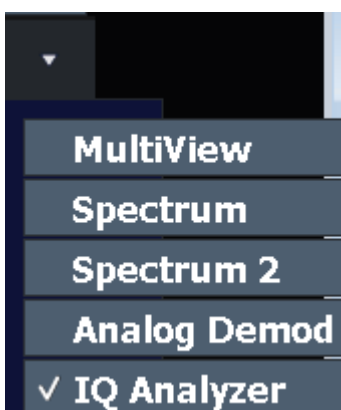 MultiView
Spectrum
Spectrum 2
Analog Demod
✓ IQ Analyzer